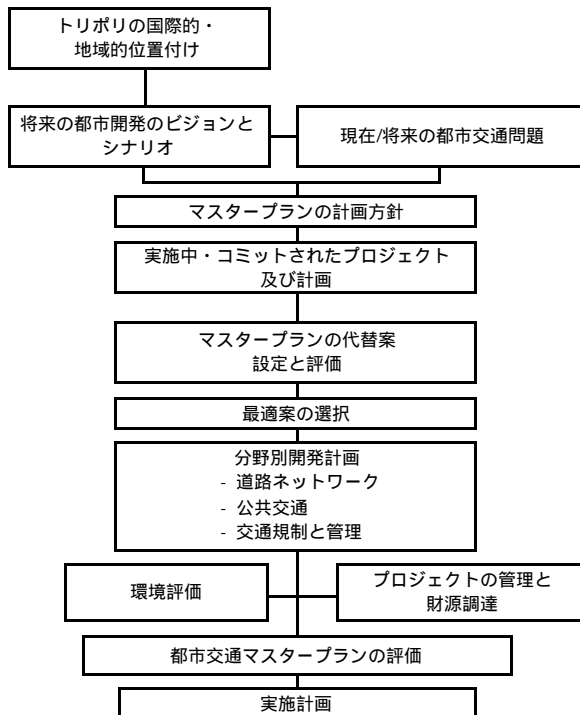 トリポリの国際的・
地域的位置付け
将来の都市開発のビジョンと
シナリオ
現在/将来の都市交通問題
マスタープランの計画方針
実施中・コミットされたプロジェクト
及び計画
マスタープランの代替案
設定と評価
最適案の選択
分野別開発計画
- 道路ネットワーク
- 公共交通
- 交通規制と管理
環境評価
プロジェクトの管理と
財源調達
都市交通マスタープランの評価
実施計画